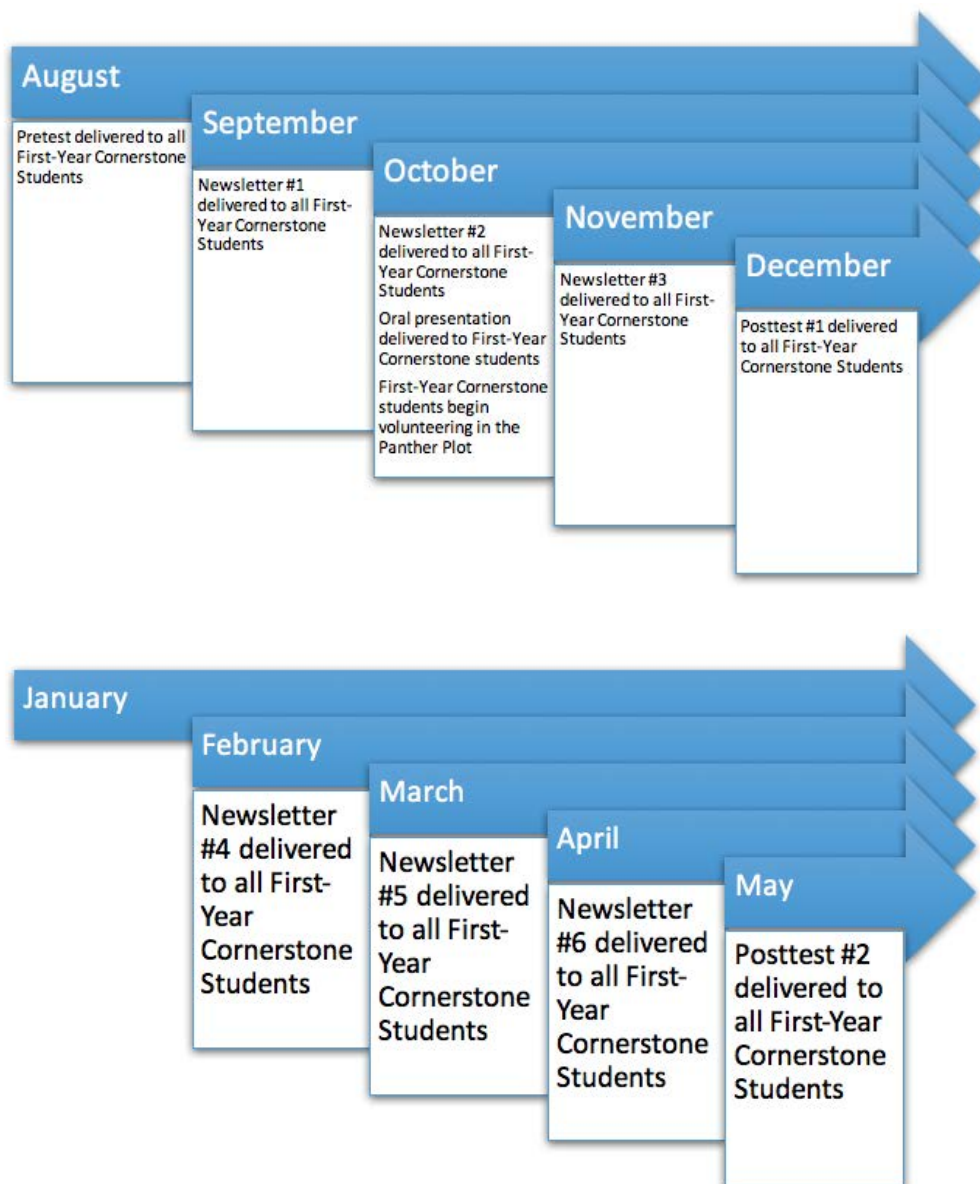 August
Pretest delivered to all
First-Year Cornerstone
Students
September
Newsletter #1
delivered to all First-
Year Cornerstone
Students
October
Newsletter #2
delivered to all First-
Year Cornerstone
Students
Oral presentation
delivered to First-Year
Cornerstone students
First-Year Cornerstone
students begin
volunteering in the
Panther Plot
November
Newsletter #3
delivered to all First-
Year Cornerstone
Students
December
Posttest #1 delivered
to all First-Year
Cornerstone Students
January
February
Newsletter
#4 delivered
to all First-
Year
Cornerstone
Students
March
Newsletter
#5 delivered
to all First-
Year
Cornerstone
Students
April
Newsletter
#6 delivered
to all First-
Year
Cornerstone
Students
May
Posttest #2
delivered to
all First-Year
Cornerstone
Students